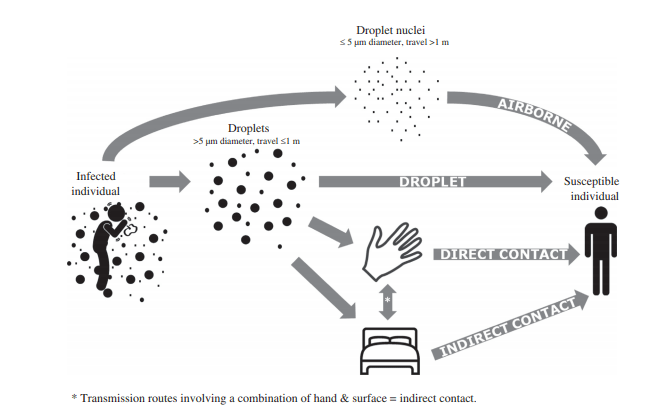 Droplet nuclei
≤ 5 μm diameter, travel >1 m
AIRBORNE
Droplets
>5 μm diameter, travel ≤1 m
Infected
individual
DROPLET
Susceptible
individual
DIRECT CONTACT
*
INDIRECT CONTACT
* Transmission routes involving a combination of hand & surface = indirect contact.